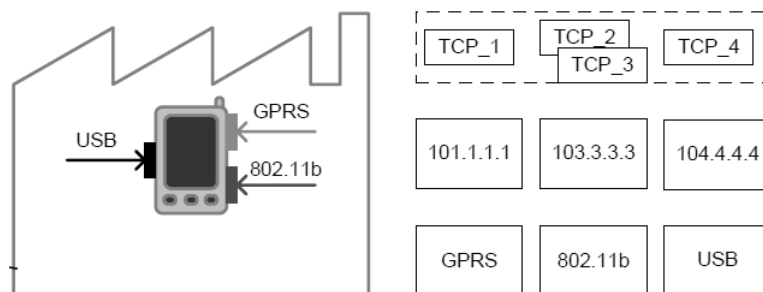 GPRS
USB
802.11b
TCP_1
TCP_2
TCP_3
TCP_4
101.1.1.1
103.3.3.3
104.4.4.4
GPRS
802.11b
USB